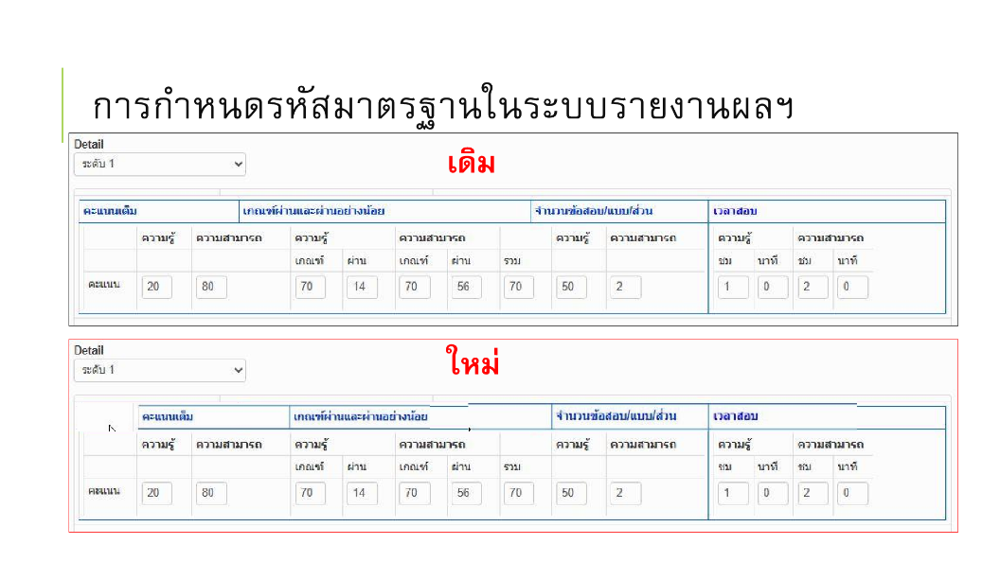 การกำหนดรหัสมาตรฐานในระบบรายงานผลฯ
Detail
ระดับ 1
เดิม
คะแนนเต็ม เกณฑ์ผ่านและผ่านอย่างน้อย จำนวนข้อสอบ/แบบ/ส่วน เวลาสอบ
ความรู้ ความสามารถ ความรู้ ความสามารถ ความรู้ ความสามารถ ความรู้ ความสามารถ
เกณฑ์ ผ่าน เกณฑ์ ผ่าน รวม ชม นาที ชม นาที
คะแนน 20 80 70 14 70 56 70 50 2 1 0 2 0
Detail
ระดับ 1
ใหม่
คะแนนเต็ม เกณฑ์ผ่านและผ่านอย่างน้อย จำนวนข้อสอบ/แบบ/ส่วน เวลาสอบ
ความรู้ ความสามารถ ความรู้ ความสามารถ ความรู้ ความสามารถ ความรู้ ความสามารถ
เกณฑ์ ผ่าน เกณฑ์ ผ่าน รวม ชม นาที ชม นาที
คะแนน 20 80 70 14 70 56 70 50 2 1 0 2 0